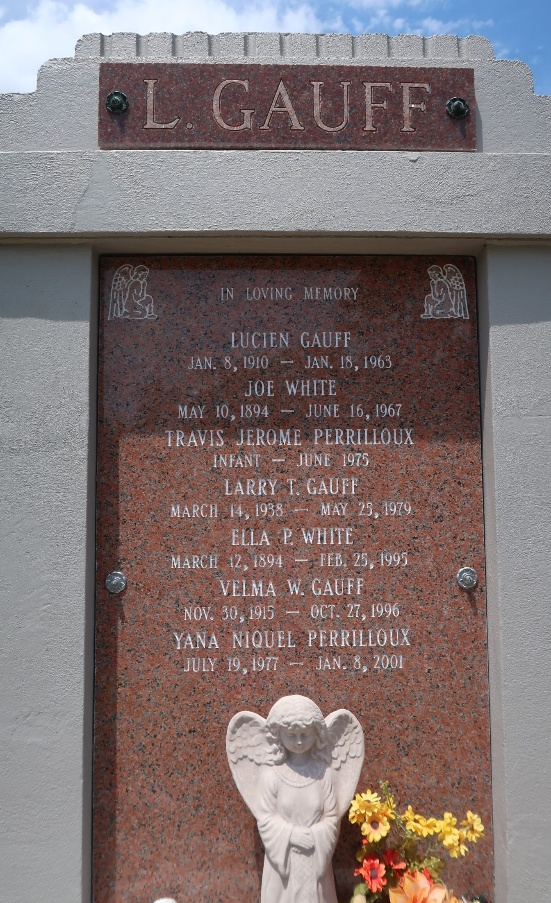 L. GAUFF
IN LOVING MEMORY
LUCIEN GAUFF
JAN. 8, 1910 — JAN. 18, 1963
JOE WHITE
MAY 10, 1894 — JUNE 16, 1967
TRAVIS JEROME PERRILLOUX
INFANT — JUNE 1975
LARRY T. GAUFF
MARCH 14, 1938 — MAY 25, 1979
ELLA P. WHITE
MARCH 12, 1894 — FEB. 25, 1995
VELMA W. GAUFF
NOV. 30, 1915 — OCT. 27, 1996
YANA NIQUEL PERRILLOUX
JULY 19, 1977 — JAN. 8, 2001